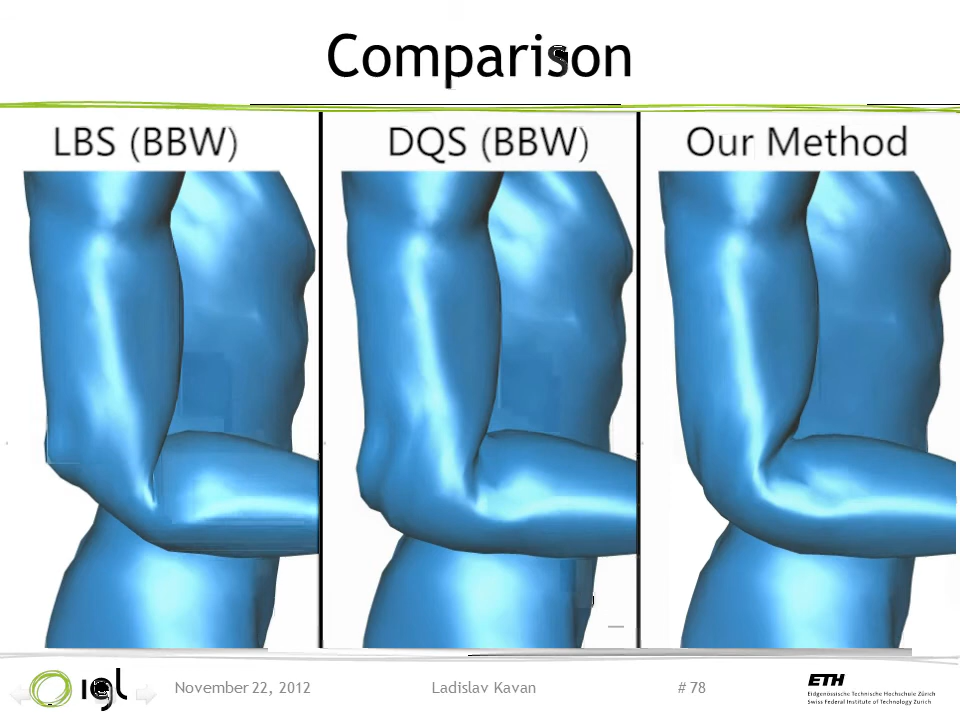 Comparison
LBS (BBW)
DQS (BBW)
Our Method
igl
November 22, 2012
Ladislav Kavan
# 78
ETH
Eidgenössische Technische Hochschule Zürich
Swiss Federal Institute of Technology Zurich